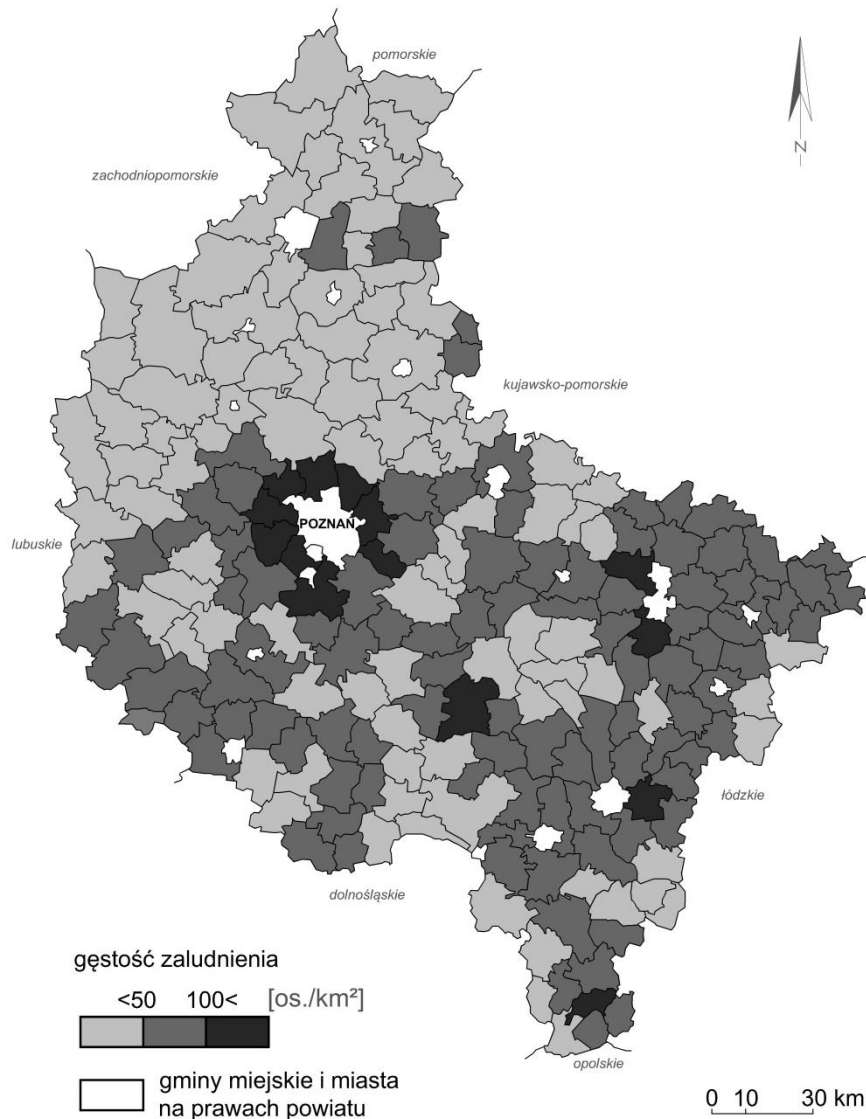 pomorskie
N
zachodniopomorskie
kujawsko-pomorskie
POZNAŃ
lubuskie
łódzkie
dolnośląskie
gęstość zaludnienia
<50 100< [os./km²]
gminy miejskie i miasta
na prawach powiatu
opolskie
0 10 30 km